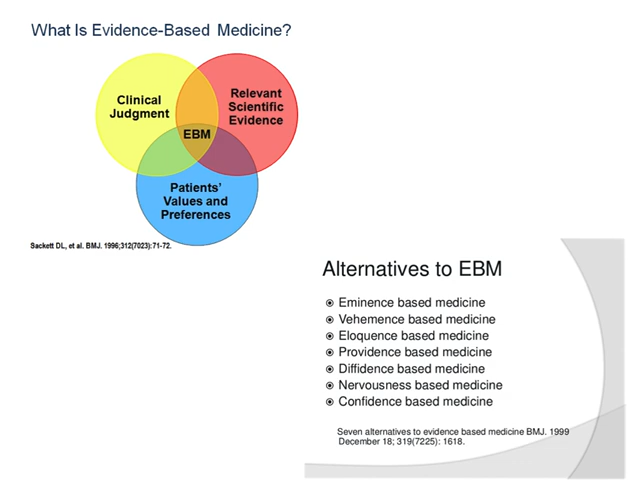 What Is Evidence-Based Medicine?
Clinical
Judgment
Relevant
Scientific
Evidence
EBM
Patients'
Values and
Preferences
Sackett DL, et al. BMJ. 1996;312(7023):71-72.
Alternatives to EBM
Eminence based medicine
Vehemence based medicine
Eloquence based medicine
Providence based medicine
Diffidence based medicine
Nervousness based medicine
Confidence based medicine
Seven alternatives to evidence based medicine BMJ. 1999
December 18; 319(7225): 1618.